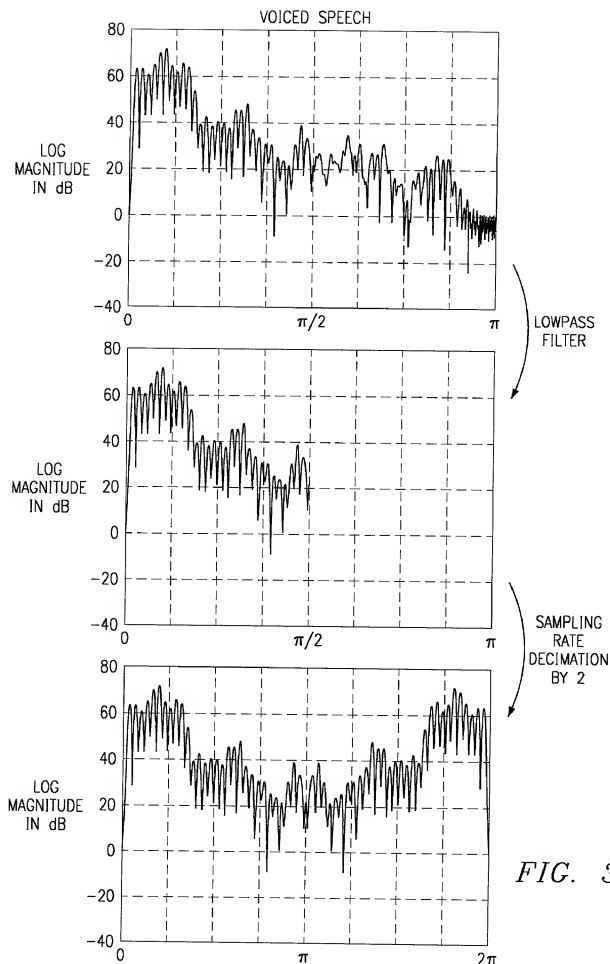 VOICED SPEECH
80
60
40
20
0
-20
-40
LOG
MAGNITUDE
IN dB
0
π/2
π
LOWPASS
FILTER
80
60
40
20
0
-20
-40
LOG
MAGNITUDE
IN dB
0
π/2
π
SAMPLING
RATE
DECIMATION
BY 2
80
60
40
20
0
-20
-40
LOG
MAGNITUDE
IN dB
0
π
2π
FIG. 3